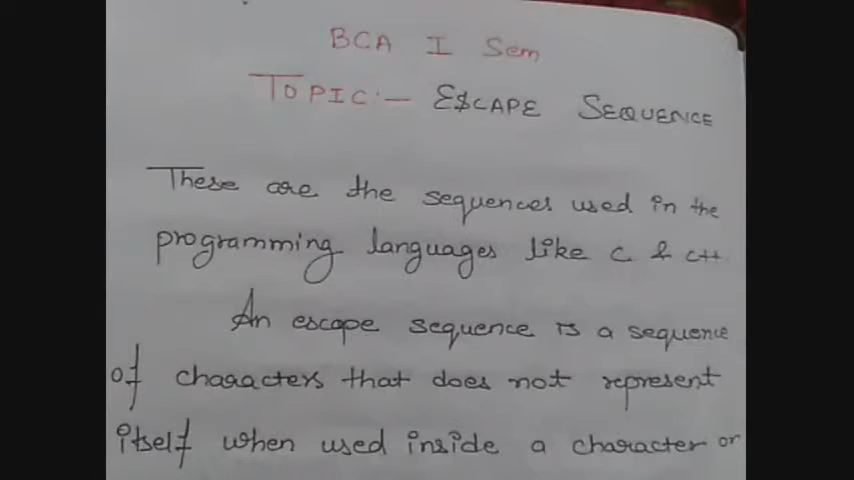 BCA I Sem
TOPIC:- ESCAPE SEQUENCE
These are the sequences used in the
programming languages like C & C++
An escape sequence is a sequence
of characters that does not represent
itself when used inside a character or